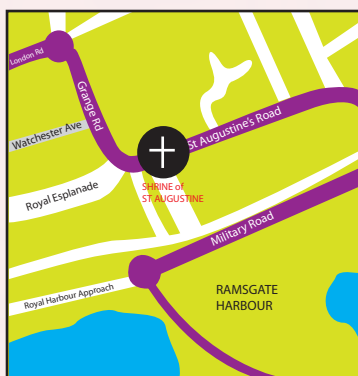 London Rd
Grange Rd
Watchester Ave
St Augustine's Road
SHRINE of
ST AUGUSTINE
Royal Esplanade
Military Road
Royal Harbour Approach
RAMSGATE
HARBOUR